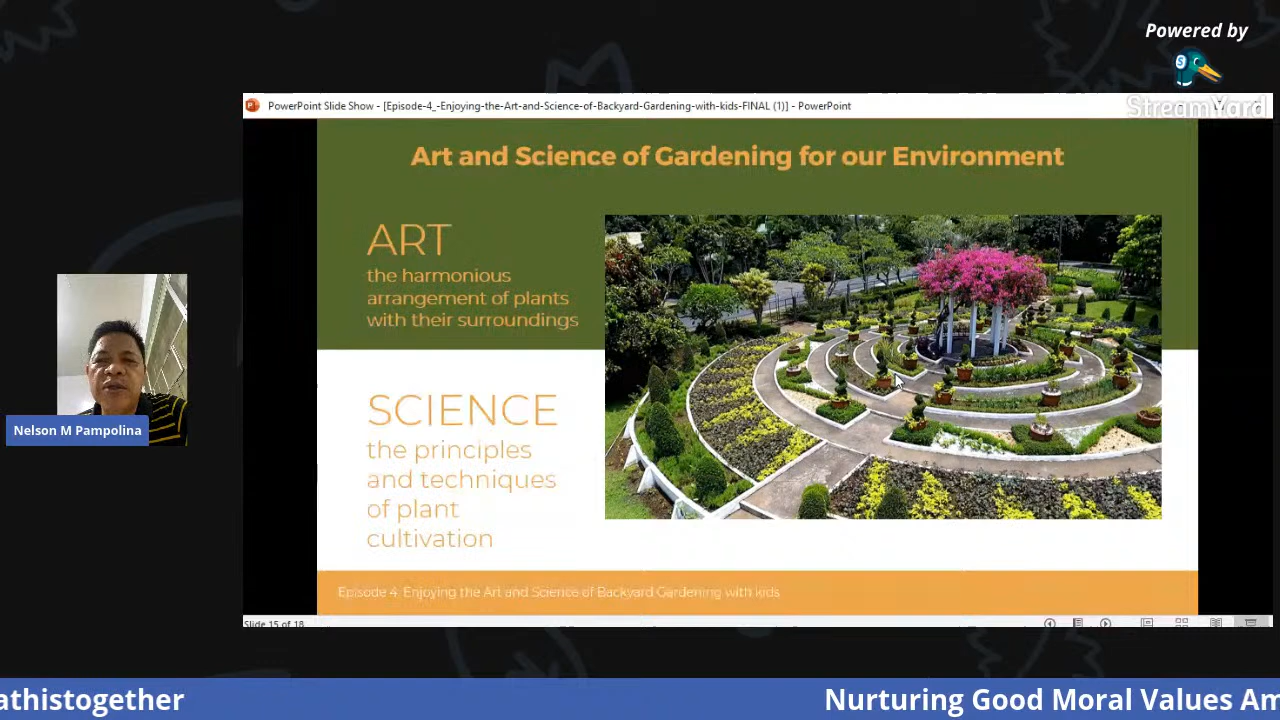 Powered by
StreamYard
PowerPoint Slide Show - [Episode-4_-Enjoying-the-Art-and-Science-of-Backyard-Gardening-with-kids-FINAL (1)] - PowerPoint
Art and Science of Gardening for our Environment
ART
the harmonious
arrangement of plants
with their surroundings
SCIENCE
the principles
and techniques
of plant
cultivation
Nelson M Pampolina
Episode 4: Enjoying the Art and Science of Backyard Gardening with kids
Slide 15 of 18
athistogether
Nurturing Good Moral Values Am